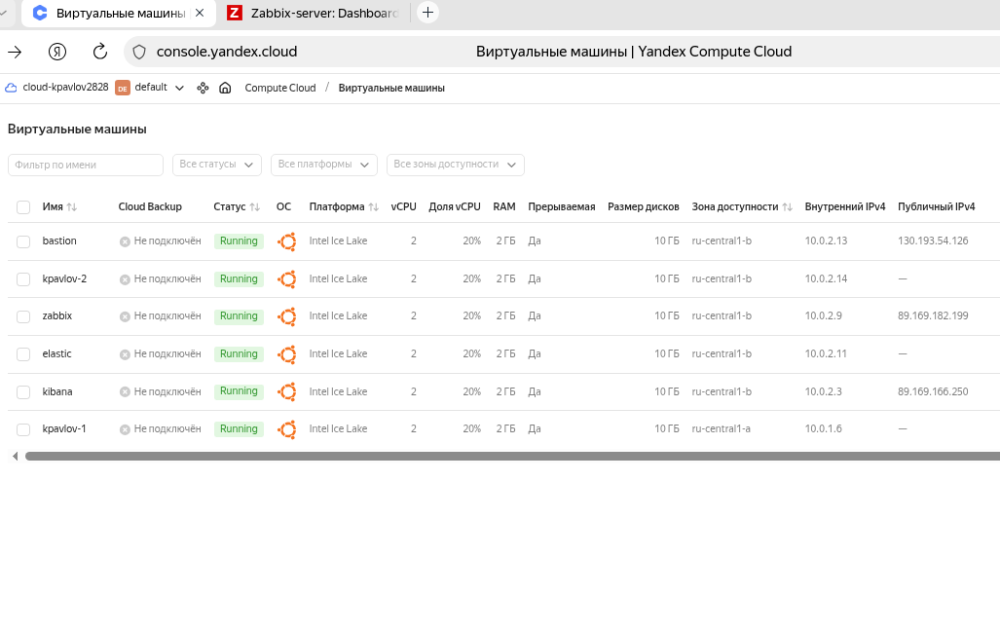 Виртуальные машины
Z Zabbix-server: Dashboard
console.yandex.cloud Виртуальные машины | Yandex Compute Cloud
cloud-kpavlov2828 DE default Compute Cloud / Виртуальные машины
Виртуальные машины
Фильтр по имени Все статусы Все платформы Все зоны доступности
Имя Cloud Backup Статус ОС Платформа vCPU Доля vCPU RAM Прерываемая Размер дисков Зона доступности Внутренний IPv4 Публичный IPv4
bastion Не подключён Running Intel Ice Lake 2 20% 2 ГБ Да 10 ГБ ru-central1-b 10.0.2.13 130.193.54.126
kpavlov-2 Не подключён Running Intel Ice Lake 2 20% 2 ГБ Да 10 ГБ ru-central1-b 10.0.2.14 —
zabbix Не подключён Running Intel Ice Lake 2 20% 2 ГБ Да 10 ГБ ru-central1-b 10.0.2.9 89.169.182.199
elastic Не подключён Running Intel Ice Lake 2 20% 2 ГБ Да 10 ГБ ru-central1-b 10.0.2.11 —
kibana Не подключён Running Intel Ice Lake 2 20% 2 ГБ Да 10 ГБ ru-central1-b 10.0.2.3 89.169.166.250
kpavlov-1 Не подключён Running Intel Ice Lake 2 20% 2 ГБ Да 10 ГБ ru-central1-a 10.0.1.6 —